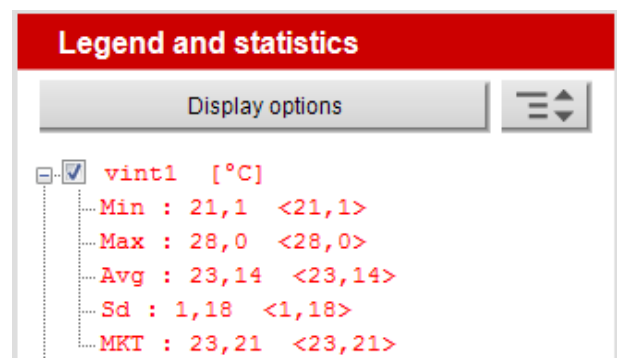 Legend and statistics
Display options
vint1 [°C]
Min : 21,1 <21,1>
Max : 28,0 <28,0>
Avg : 23,14 <23,14>
Sd : 1,18 <1,18>
MKT : 23,21 <23,21>